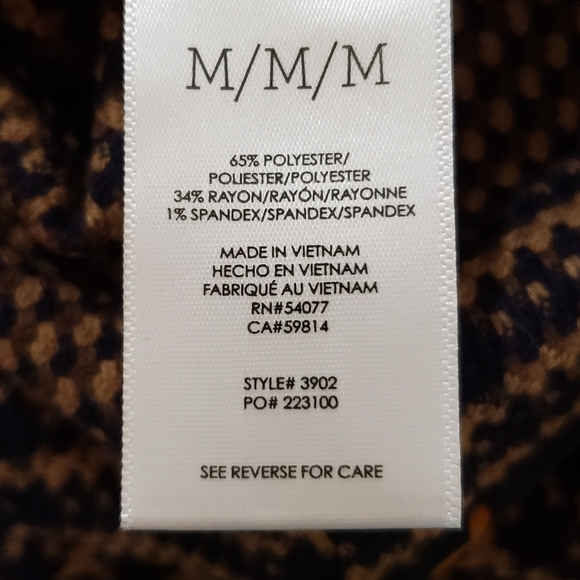 M/M/M
65% POLYESTER/
POLIESTER/POLYESTER
34% RAYON/RAYÓN/RAYONNE
1% SPANDEX/SPANDEX/SPANDEX
MADE IN VIETNAM
HECHO EN VIETNAM
FABRIQUÉ AU VIETNAM
RN#54077
CA#59814
STYLE# 3902
PO# 223100
SEE REVERSE FOR CARE